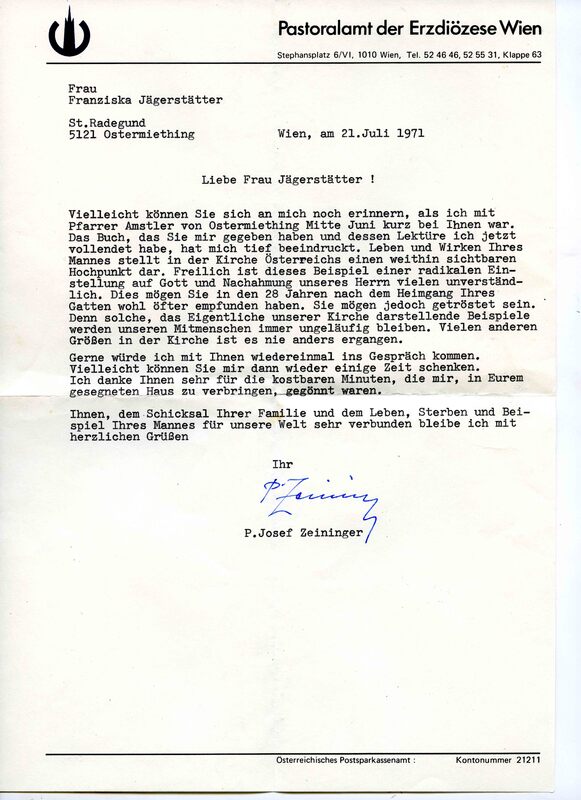 Pastoralamt der Erzdiözese Wien
Stephansplatz 6/VI, 1010 Wien, Tel. 52 46 46, 52 55 31, Klappe 63
Frau
Franziska Jägerstätter
St.Radegund
5121 Ostermiething
Wien, am 21.Juli 1971
Liebe Frau Jägerstätter !
Vielleicht können Sie sich an mich noch erinnern, als ich mit
Pfarrer Amstler von Ostermiething Mitte Juni kurz bei Ihnen war.
Das Buch, das Sie mir gegeben haben und dessen Lektüre ich jetzt
vollendet habe, hat mich tief beeindruckt. Leben und Wirken Ihres
Mannes stellt in der Kirche Österreichs einen weithin sichtbaren
Hochpunkt dar. Freilich ist dieses Beispiel einer radikalen Ein-
stellung auf Gott und Nachahmung unseres Herrn vielen unverständ-
lich. Dies mögen Sie in den 28 Jahren nach dem Heimgang Ihres
Gatten wohl öfter empfunden haben. Sie mögen jedoch getröstet sein.
Denn solche, das Eigentliche unserer Kirche darstellende Beispiele
werden unseren Mitmenschen immer ungeläufig bleiben. Vielen anderen
Größen in der Kirche ist es nie anders ergangen.
Gerne würde ich mit Ihnen wiedereinmal ins Gespräch kommen.
Vielleicht können Sie mir dann wieder einige Zeit schenken.
Ich danke Ihnen sehr für die kostbaren Minuten, die mir, in Eurem
gesegneten Haus zu verbringen, gegönnt waren.
Ihnen, dem Schicksal Ihrer Familie und dem Leben, Sterben und Bei-
spiel Ihres Mannes für unsere Welt sehr verbunden bleibe ich mit
herzlichen Grüßen
Ihr
P. Zeininger
P.Josef Zeininger
Österreichisches Postsparkassenamt : Kontonummer 21211